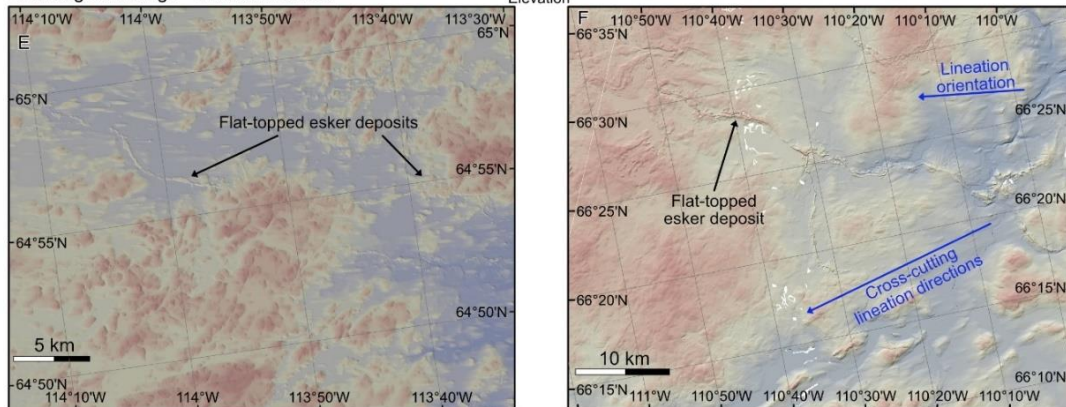 Elevation
114°10'W 114°W 113°50'W 113°40'W 113°30'W
E
65°N
65°N
Flat-topped esker deposits
64°55'N
64°55'N
64°50'N
5 km
64°50'N
114°10'W 114°W 113°50'W 113°40'W
110°50'W 110°40'W 110°30'W 110°20'W 110°10'W 110°W
F
66°35'N
Lineation
orientation
66°25'N
66°30'N
Flat-topped
esker
deposit
66°20'N
66°25'N
Cross-cutting
lineation directions
66°15'N
66°20'N
10 km
66°10'N
66°15'N
111°W 110°50'W 110°40'W 110°30'W 110°20'W 110°10'W